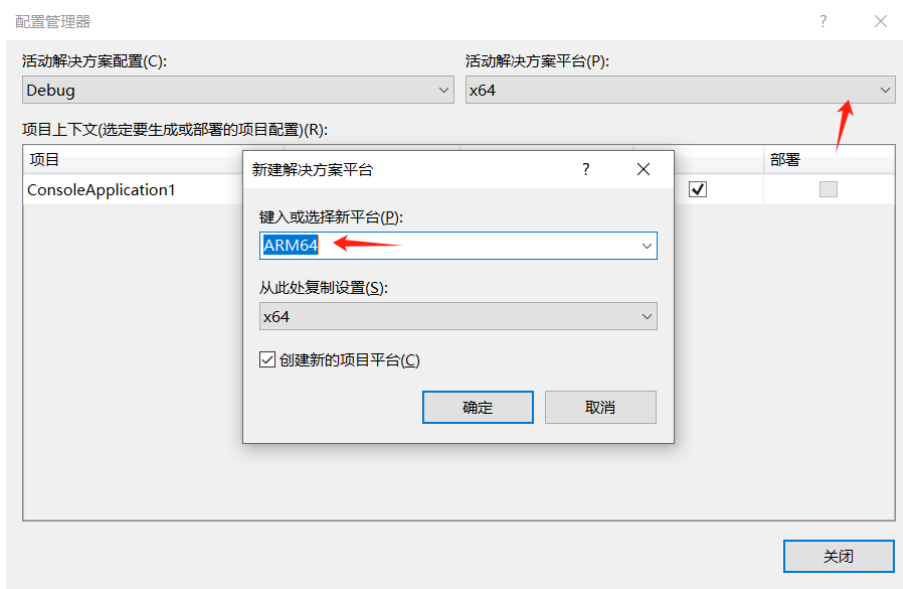 配置管理器
活动解决方案配置(C):
活动解决方案平台(P):
Debug
x64
项目上下文(选定要生成或部署的项目配置)(R):
项目
部署
ConsoleApplication1
新建解决方案平台
键入或选择新平台(P):
ARM64
从此处复制设置(S):
x64
创建新的项目平台(C)
确定
取消
关闭